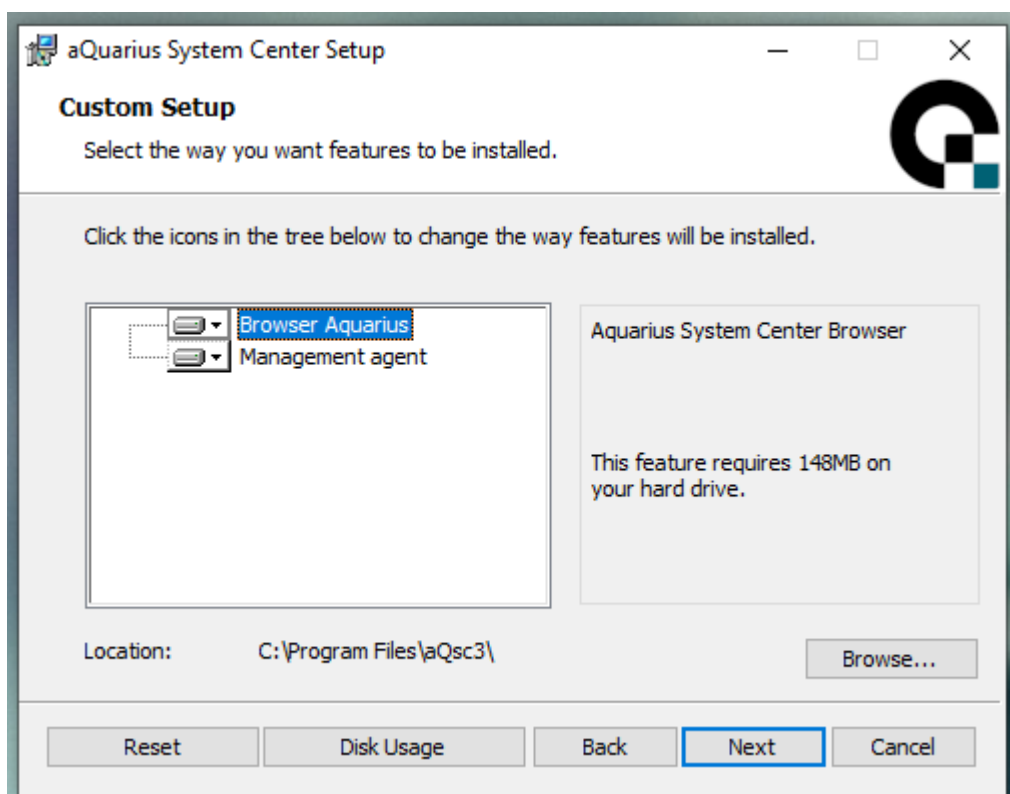 aQuarius System Center Setup
Custom Setup
Select the way you want features to be installed.
Click the icons in the tree below to change the way features will be installed.
Browser Aquarius
Management agent
Aquarius System Center Browser
This feature requires 148MB on
your hard drive.
Location: C:\Program Files\aQsc3\
Browse...
Reset Disk Usage Back Next Cancel